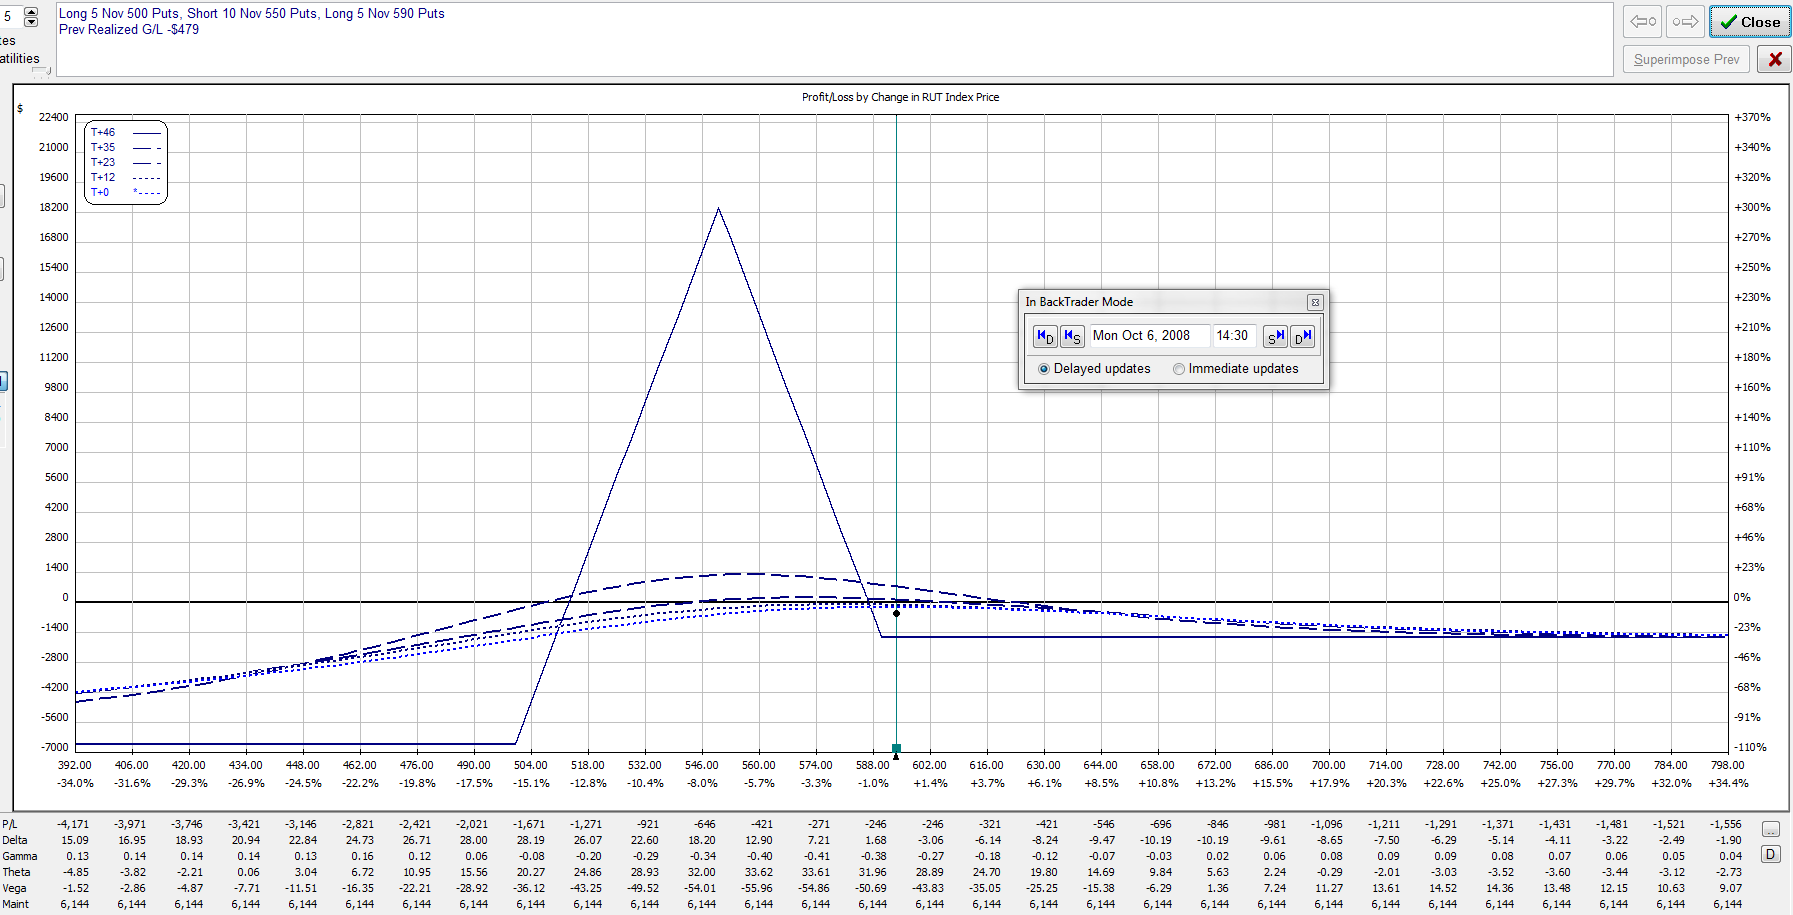 5
Long 5 Nov 500 Puts, Short 10 Nov 550 Puts, Long 5 Nov 590 Puts
Prev Realized G/L -$479
Close
Superimpose Prev
Profit/Loss by Change in RUT Index Price
$
T+46
T+35
T+23
T+12
T+0 *
22400
21000
19600
18200
16800
15400
14000
12600
11200
9800
8400
7000
5600
4200
2800
1400
0
-1400
-2800
-4200
-5600
-7000
+370%
+340%
+320%
+300%
+270%
+250%
+230%
+210%
+180%
+160%
+140%
+110%
+91%
+68%
+46%
+23%
0%
-23%
-46%
-68%
-91%
-110%
In BackTrader Mode
D S Mon Oct 6, 2008 14:30 S D
Delayed updates Immediate updates
392.00 406.00 420.00 434.00 448.00 462.00 476.00 490.00 504.00 518.00 532.00 546.00 560.00 574.00 588.00 602.00 616.00 630.00 644.00 658.00 672.00 686.00 700.00 714.00 728.00 742.00 756.00 770.00 784.00 798.00
-34.0% -31.6% -29.3% -26.9% -24.5% -22.2% -17.5% -15.1% -12.8% -10.4% -8.0% -5.7% -3.3% -1.0% +1.4% +3.7% +6.1% +8.5% +10.8% +13.2% +15.5% +17.9% +20.3% +22.6% +25.0% +27.3% +29.7% +32.0% +34.4%
P/L -4,171 -3,971 -3,746 -3,421 -3,146 -2,821 -2,421 -2,021 -1,671 -1,271 -921 -646 -421 -271 -246 -246 -321 -421 -546 -696 -846 -981 -1,096 -1,211 -1,291 -1,371 -1,431 -1,481 -1,521 -1,556
Delta 15.09 16.95 18.93 20.94 22.84 24.73 26.71 28.00 28.19 26.07 22.60 18.20 12.90 7.21 1.68 -3.06 -6.14 -8.24 -9.47 -10.19 -10.19 -9.61 -8.65 -7.50 -6.29 -5.14 -4.11 -3.22 -2.49 -1.90
Gamma 0.13 0.14 0.14 0.14 0.13 0.16 0.12 0.06 -0.08 -0.20 -0.29 -0.34 -0.40 -0.41 -0.38 -0.27 -0.18 -0.12 -0.07 -0.03 0.02 0.06 0.08 0.09 0.09 0.08 0.07 0.06 0.05 0.04
Theta -4.85 -3.82 -2.21 0.06 3.04 6.72 10.95 15.56 20.27 24.86 28.93 32.00 33.62 33.61 31.96 28.89 24.70 19.80 14.69 9.84 5.63 2.24 -0.29 -2.01 -3.03 -3.52 -3.60 -3.44 -3.12 -2.73
Vega -1.52 -2.86 -4.87 -7.71 -11.51 -16.35 -22.21 -28.92 -36.12 -43.25 -49.52 -54.01 -55.96 -54.86 -50.69 -43.83 -35.05 -25.25 -15.38 -6.29 1.36 7.24 11.27 13.61 14.52 14.36 13.48 12.15 10.63 9.07
Maint 6,144 6,144 6,144 6,144 6,144 6,144 6,144 6,144 6,144 6,144 6,144 6,144 6,144 6,144 6,144 6,144 6,144 6,144 6,144 6,144 6,144 6,144 6,144 6,144 6,144 6,144 6,144 6,144 6,144 6,144
...
D